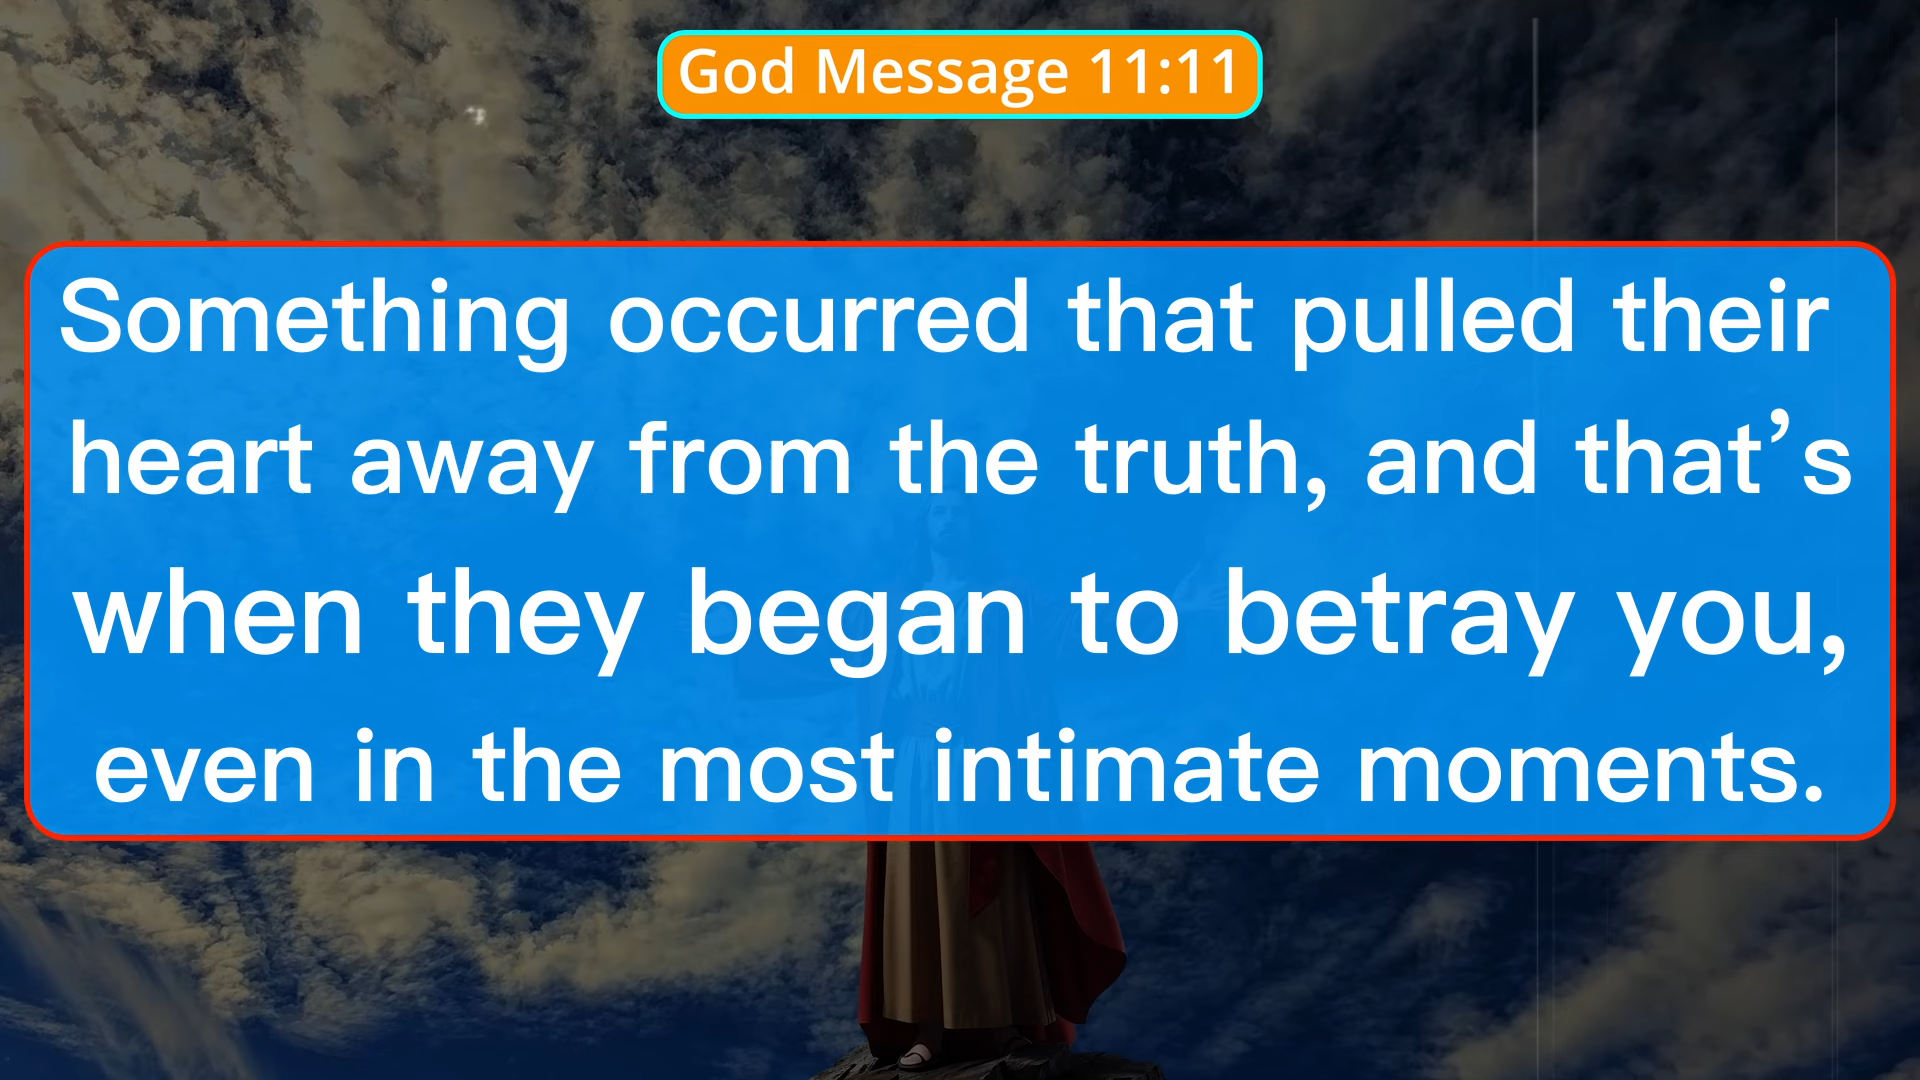 God Message 11:11
Something occurred that pulled their
heart away from the truth, and that’s
when they began to betray you,
even in the most intimate moments.